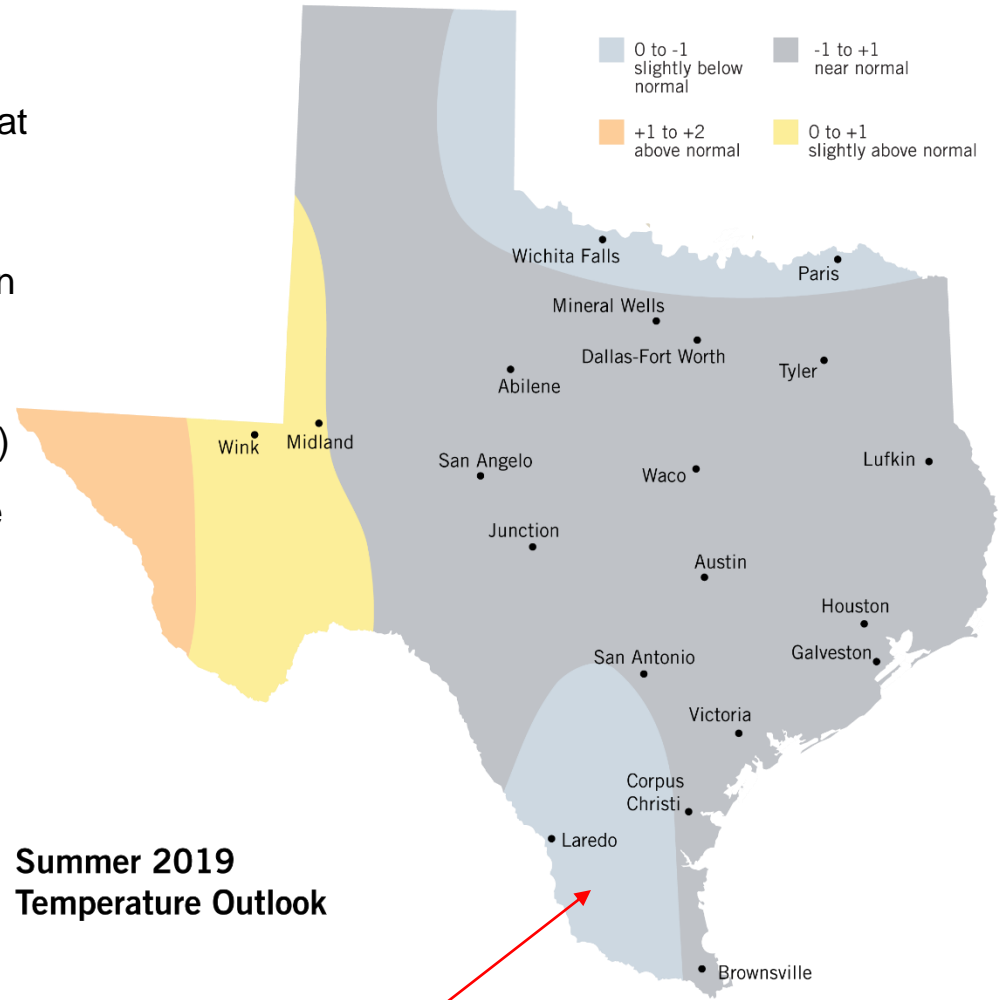 at
m
)
e
0 to -1
slightly below
normal
-1 to +1
near normal
+1 to +2
above normal
0 to +1
slightly above normal
Wichita Falls
Paris
Mineral Wells
Dallas-Fort Worth
Tyler
Abilene
Wink
Midland
San Angelo
Waco
Lufkin
Junction
Austin
Houston
Galveston
San Antonio
Victoria
Corpus
Christi
Laredo
Summer 2019
Temperature Outlook
Brownsville